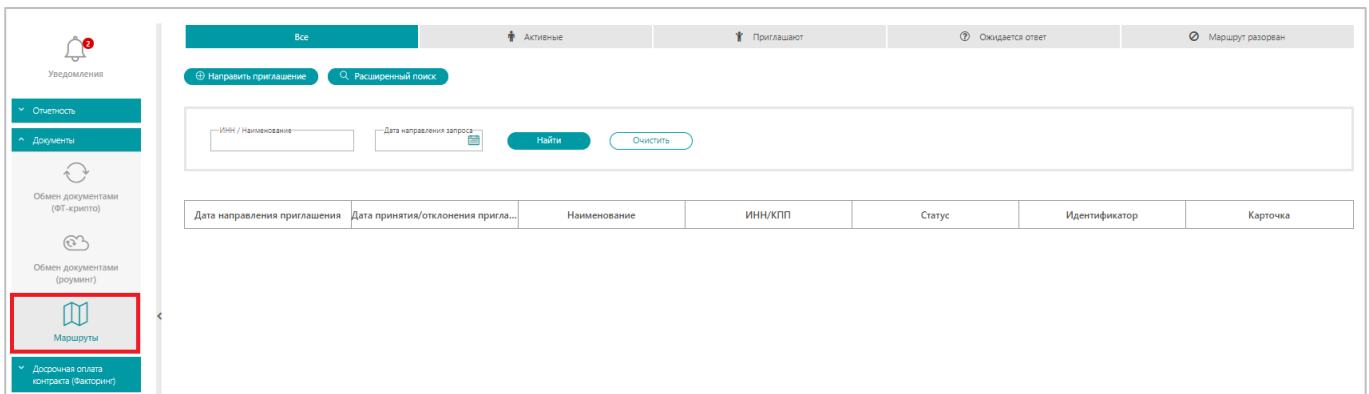 2
Уведомления
Отчетность
Документы
Обмен документами
(ФТ-крипто)
Обмен документами
(роуминг)
Маршруты
Досрочная оплата
контракта (Факторинг)
Все
Активные
Приглашают
Ожидается ответ
Маршрут разорван
Направить приглашение
Расширенный поиск
ИНН / Наименование
Дата направления запроса
Найти
Очистить
Дата направления приглашения
Дата принятия/отклонения пригла...
Наименование
ИНН/КПП
Статус
Идентификатор
Карточка